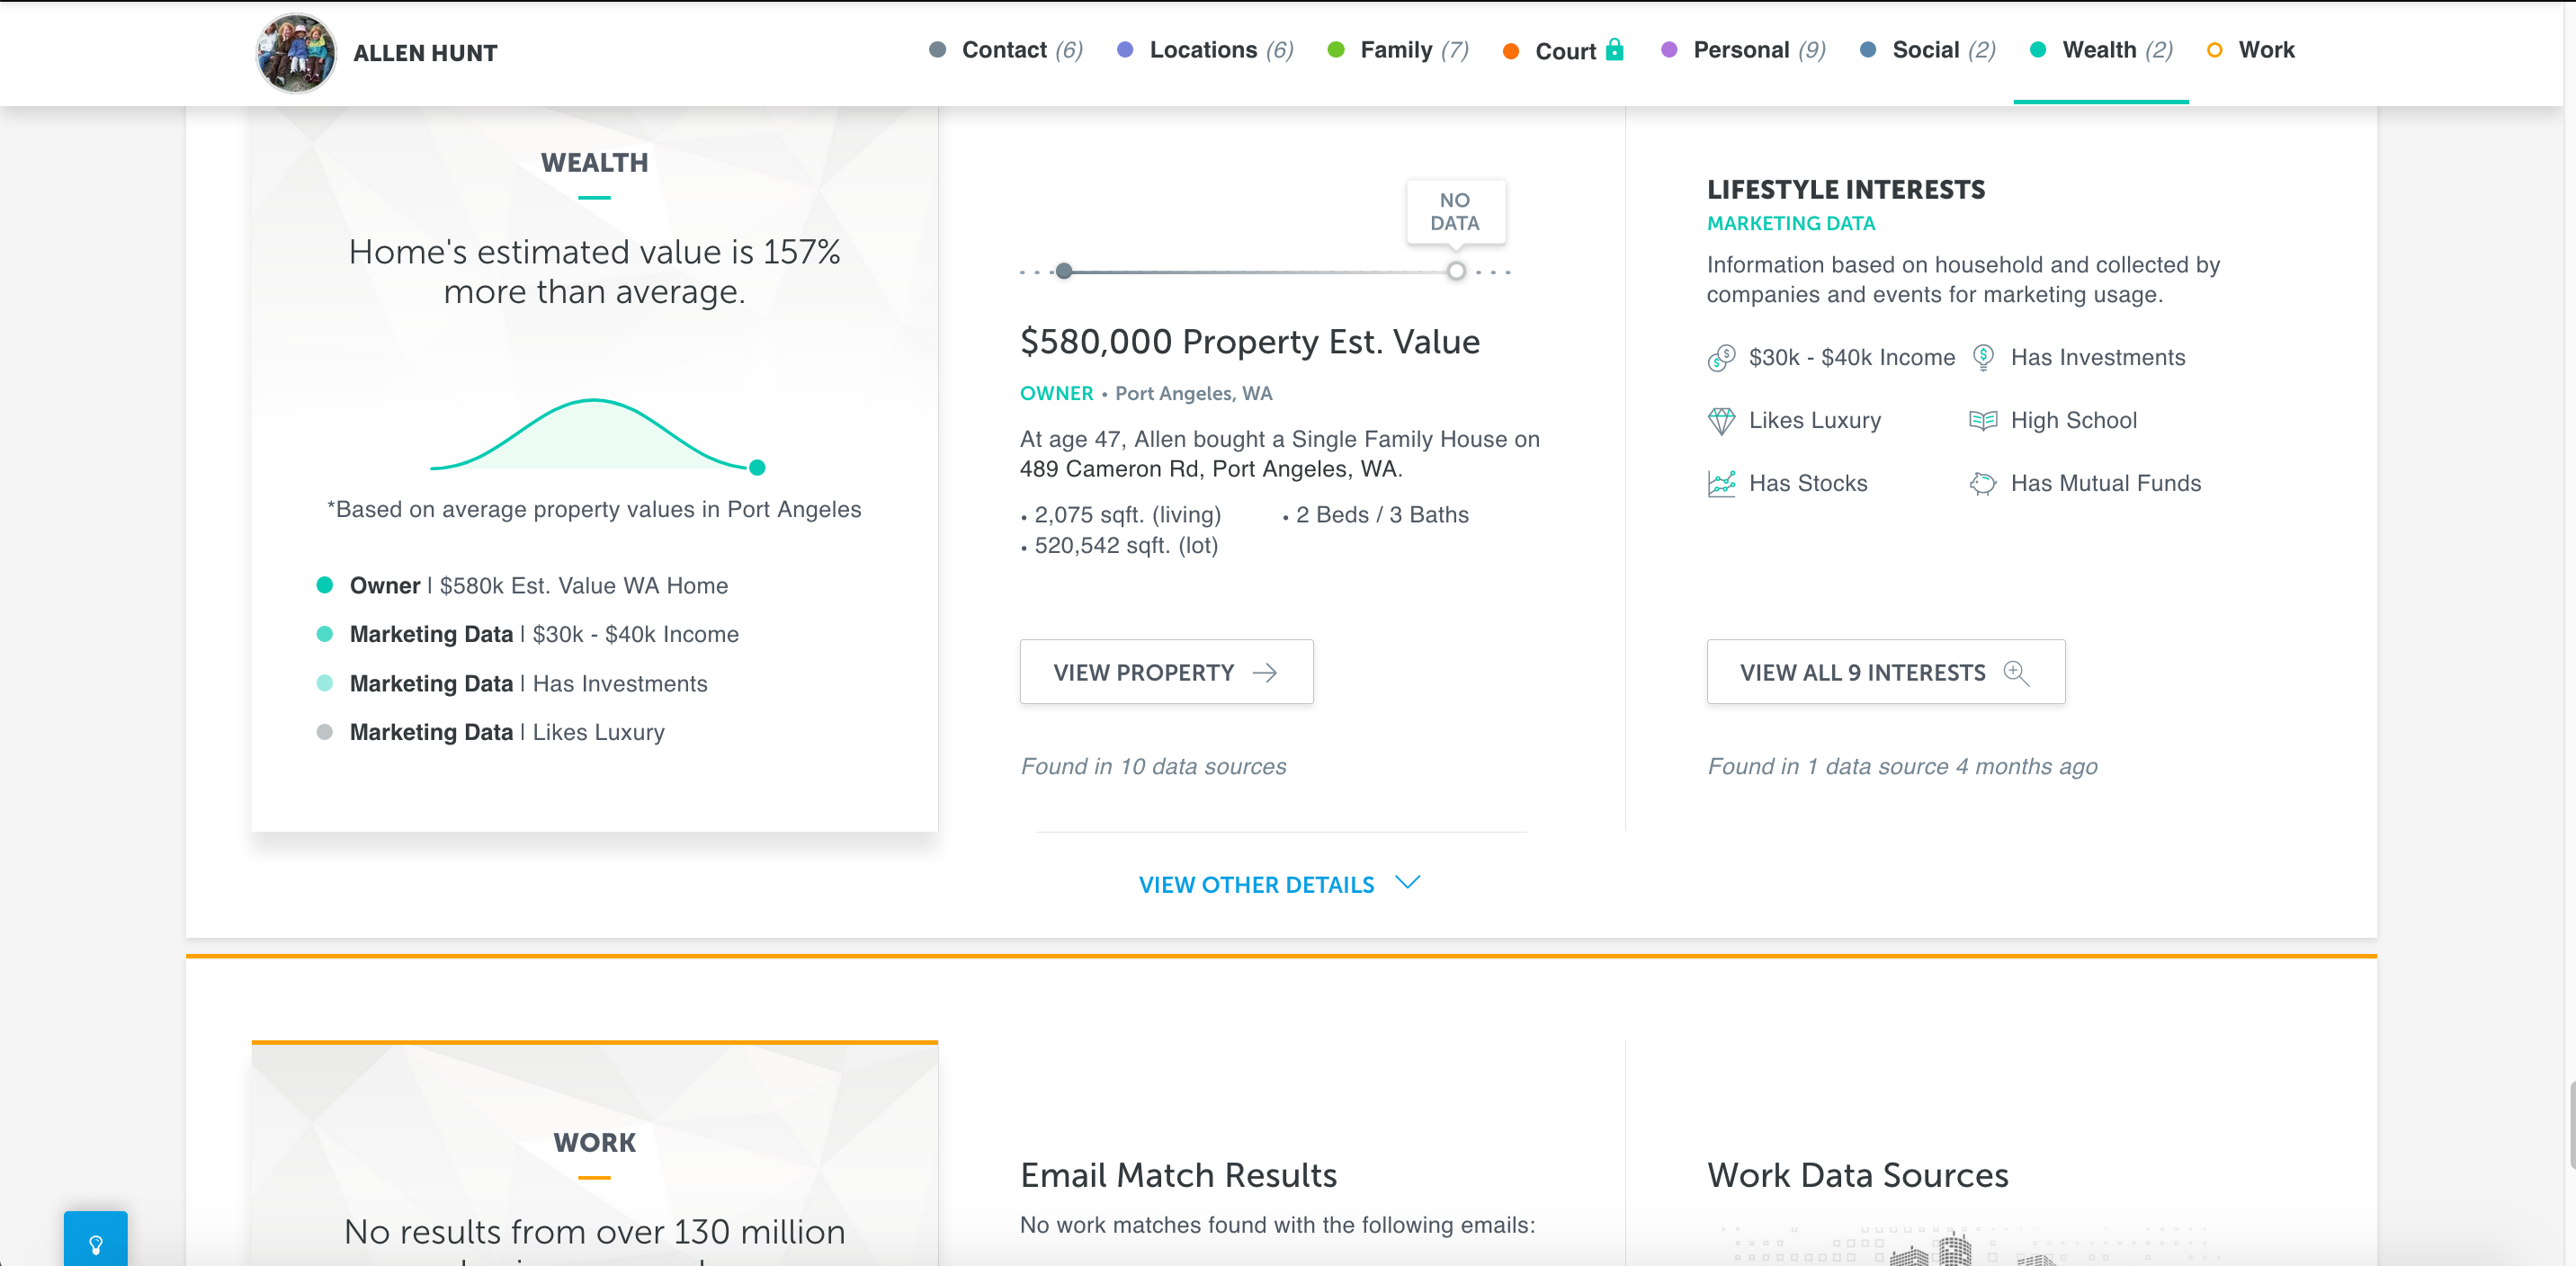 ALLEN HUNT
Contact (6)
Locations (6)
Family (7)
Court
Personal (9)
Social (2)
Wealth (2)
Work
WEALTH
Home's estimated value is 157%
more than average.
*Based on average property values in Port Angeles
Owner | $580k Est. Value WA Home
Marketing Data | $30k - $40k Income
Marketing Data | Has Investments
Marketing Data | Likes Luxury
NO
DATA
$580,000 Property Est. Value
OWNER • Port Angeles, WA
At age 47, Allen bought a Single Family House on
489 Cameron Rd, Port Angeles, WA.
• 2,075 sqft. (living)
• 2 Beds / 3 Baths
• 520,542 sqft. (lot)
VIEW PROPERTY
Found in 10 data sources
LIFESTYLE INTERESTS
MARKETING DATA
Information based on household and collected by
companies and events for marketing usage.
$30k - $40k Income
Has Investments
Likes Luxury
High School
Has Stocks
Has Mutual Funds
VIEW ALL 9 INTERESTS
Found in 1 data source 4 months ago
VIEW OTHER DETAILS
WORK
No results from over 130 million
Email Match Results
No work matches found with the following emails:
Work Data Sources